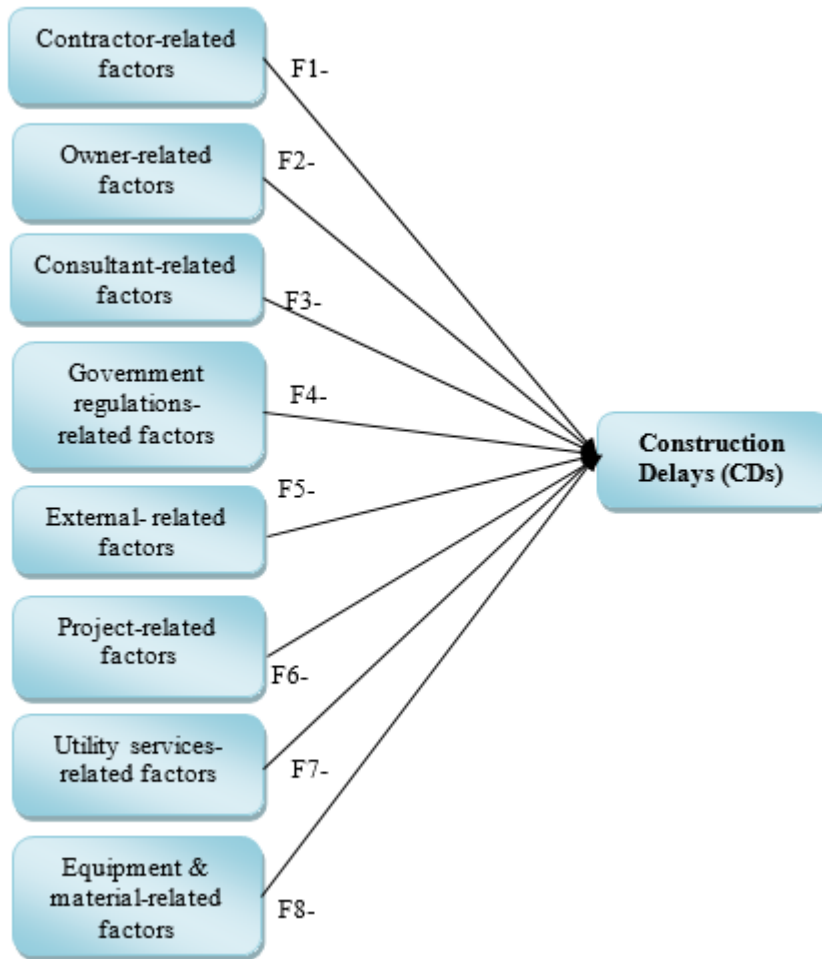 Contractor-related
factors
F1-
Owner-related
factors
F2-
Consultant-related
factors
F3-
Government
regulations-
related factors
F4-
External- related
factors
F5-
Project-related
factors
F6-
Utility services-
related factors
F7-
Equipment &
material-related
factors
F8-
Construction
Delays (CDs)